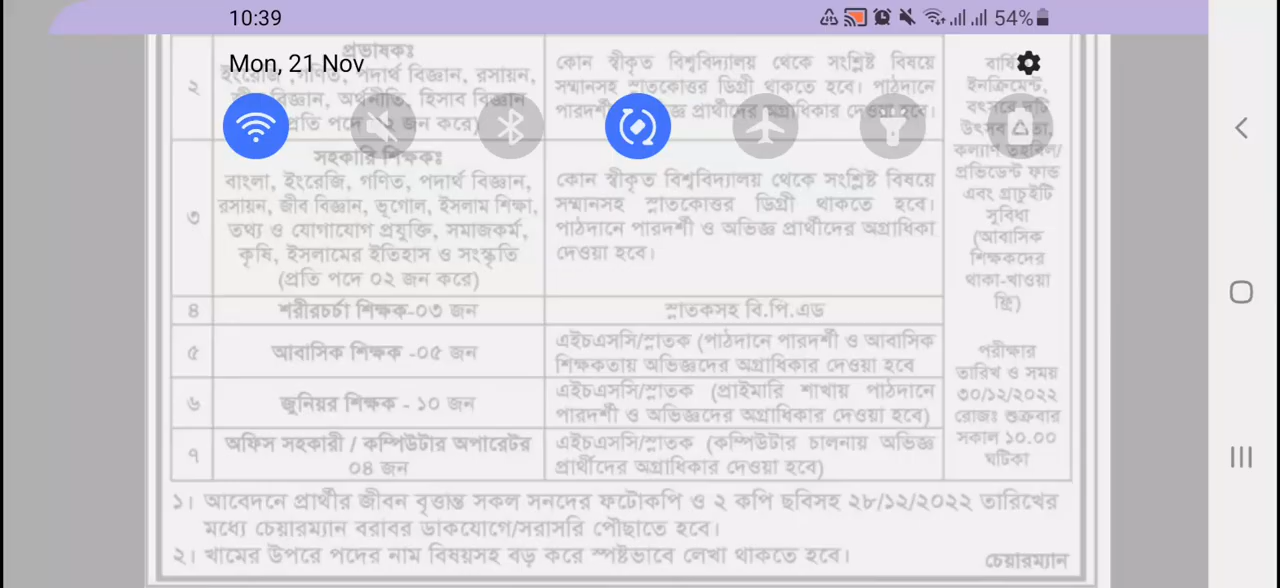 10:39
54%
Mon, 21 Nov
২
প্রভাষকঃ
ইংরেজি ,গণিত, পদার্থ বিজ্ঞান, রসায়ন,
বিজ্ঞান, অর্থনীতি, হিসাব বিজ্ঞান
(প্রতি পদে ০২ জন করে)
কোন স্বীকৃত বিশ্ববিদ্যালয় থেকে সংশ্লিষ্ট বিষয়ে
সম্মানসহ স্নাতকোত্তর ডিগ্রী থাকতে হবে। পাঠদানে
পারদর্শী ও অভিজ্ঞ প্রার্থীদের অগ্রাধিকার দেওয়া হবে।
৩
সহকারি শিক্ষকঃ
বাংলা, ইংরেজি, গণিত, পদার্থ বিজ্ঞান,
রসায়ন, জীব বিজ্ঞান, ভূগোল, ইসলাম শিক্ষা,
তথ্য ও যোগাযোগ প্রযুক্তি, সমাজকর্ম,
কৃষি, ইসলামের ইতিহাস ও সংস্কৃতি
(প্রতি পদে ০২ জন করে)
কোন স্বীকৃত বিশ্ববিদ্যালয় থেকে সংশ্লিষ্ট বিষয়ে
সম্মানসহ স্নাতকোত্তর ডিগ্রী থাকতে হবে।
পাঠদানে পারদর্শী ও অভিজ্ঞ প্রার্থীদের অগ্রাধিকা
দেওয়া হবে।
৪
শরীরচর্চা শিক্ষক-০৩ জন
স্নাতকসহ বি.পি.এড
৫
আবাসিক শিক্ষক -০৫ জন
এইচএসসি/স্নাতক (পাঠদানে পারদর্শী ও আবাসিক
শিক্ষকতায় অভিজ্ঞদের অগ্রাধিকার দেওয়া হবে
৬
জুনিয়র শিক্ষক - ১০ জন
এইচএসসি/স্নাতক (প্রাইমারি শাখায় পাঠদানে
পারদর্শী ও অভিজ্ঞদের অগ্রাধিকার দেওয়া হবে)
৭
অফিস সহকারী / কম্পিউটার অপারেটর
০৪ জন
এইচএসসি/স্নাতক (কম্পিউটার চালনায় অভিজ্ঞ
প্রার্থীদের অগ্রাধিকার দেওয়া হবে)
ইনক্রিমেন্ট,
উৎসব
কল্যাণ তহবিল/
প্রভিডেন্ট ফান্ড
এবং গ্রাচুইটি
সুবিধা
(আবাসিক
শিক্ষকদের
থাকা-খাওয়া
ফ্রি)
পরীক্ষার
তারিখ ও সময়
৩০/১২/২০২২
রোজঃ শুক্রবার
সকাল ১০.০০
ঘটিকা
১। আবেদনে প্রার্থীর জীবন বৃত্তান্ত সকল সনদের ফটোকপি ও ২ কপি ছবিসহ ২৮/১২/২০২২ তারিখের
মধ্যে চেয়ারম্যান বরাবর ডাকযোগে/সরাসরি পৌছাতে হবে।
২। খামের উপরে পদের নাম বিষয়সহ বড় করে স্পষ্টভাবে লেখা থাকতে হবে।
চেয়ারম্যান